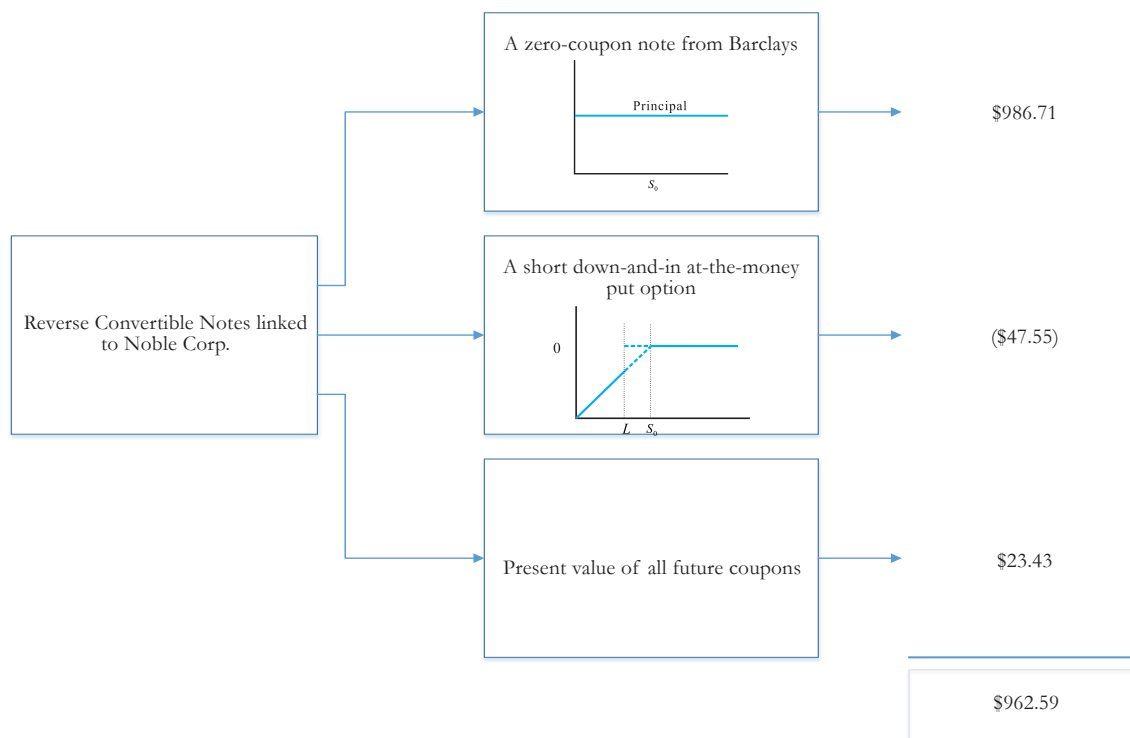 A zero-coupon note from Barclays
Principal
S₀
$986.71
Reverse Convertible Notes linked
to Noble Corp.
A short down-and-in at-the-money
put option
0
L S₀
($47.55)
Present value of all future coupons
$23.43
$962.59